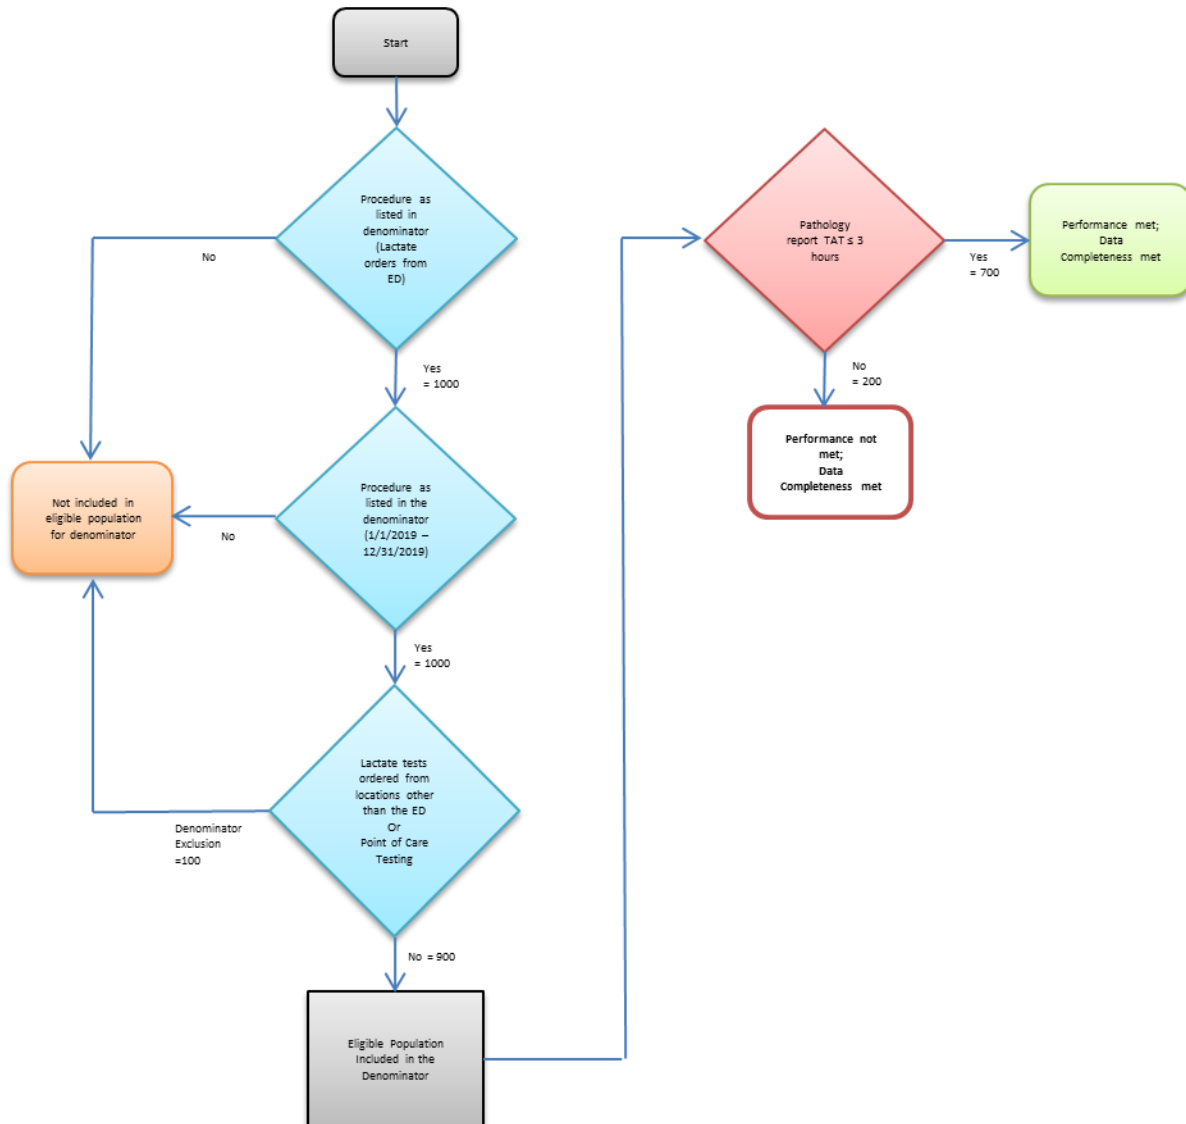 Start
Procedure as
listed in
denominator
(Lactate
orders from
ED)
No
Yes
= 1000
Procedure as
listed in the
denominator
(1/1/2019 –
12/31/2019)
No
Not included in
eligible population
for denominator
Yes
= 1000
Lactate tests
ordered from
locations other
than the ED
Or
Point of Care
Testing
Denominator
Exclusion
=100
No = 900
Eligible Population
Included in the
Denominator
Pathology
report TAT ≤ 3
hours
Yes
= 700
Performance met;
Data
Completeness met
No
= 200
Performance not
met;
Data
Completeness met